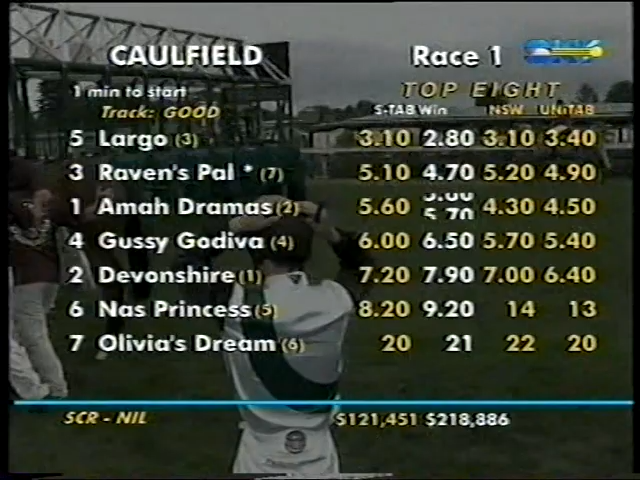 CAULFIELD Race 1 SKY
1 min to start TOP EIGHT
Track: GOOD S-TAB Win NSW UNiTAB
5 Largo (3) 3.10 2.80 3.10 3.40
3 Raven's Pal * (7) 5.10 4.70 5.20 4.90
1 Amah Dramas (2) 5.60 5.70 4.30 4.50
4 Gussy Godiva (4) 6.00 6.50 5.70 5.40
2 Devonshire (1) 7.20 7.90 7.00 6.40
6 Nas Princess (5) 8.20 9.20 14 13
7 Olivia's Dream (6) 20 21 22 20
SCR - NIL $121,451 $218,886